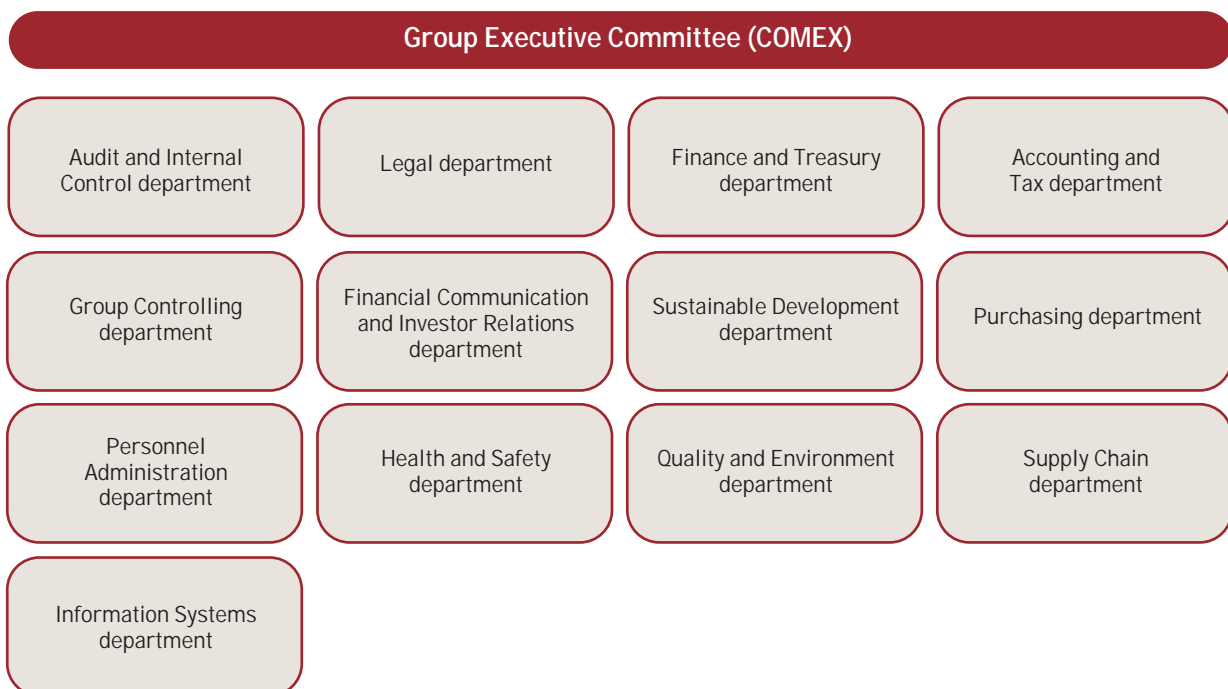 Group Executive Committee (COMEX)
Audit and Internal
Control department
Legal department
Finance and Treasury
department
Accounting and
Tax department
Group Controlling
department
Financial Communication
and Investor Relations
department
Sustainable Development
department
Purchasing department
Personnel
Administration
department
Health and Safety
department
Quality and Environment
department
Supply Chain
department
Information Systems
department